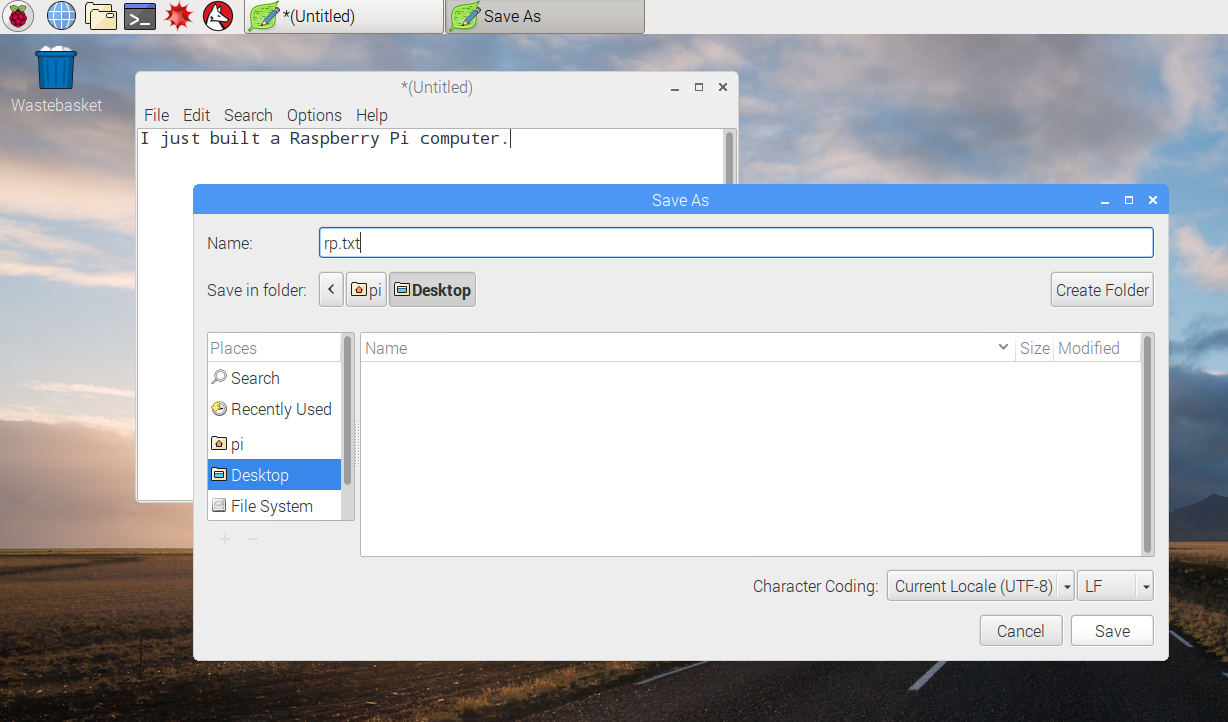 *(Untitled)
Save As
Wastebasket
*(Untitled)
File Edit Search Options Help
I just built a Raspberry Pi computer.
Save As
Name: rp.txt
Save in folder: pi Desktop Create Folder
Places
Name Size Modified
Search
Recently Used
pi
Desktop
File System
Character Coding: Current Locale (UTF-8) LF
Cancel Save